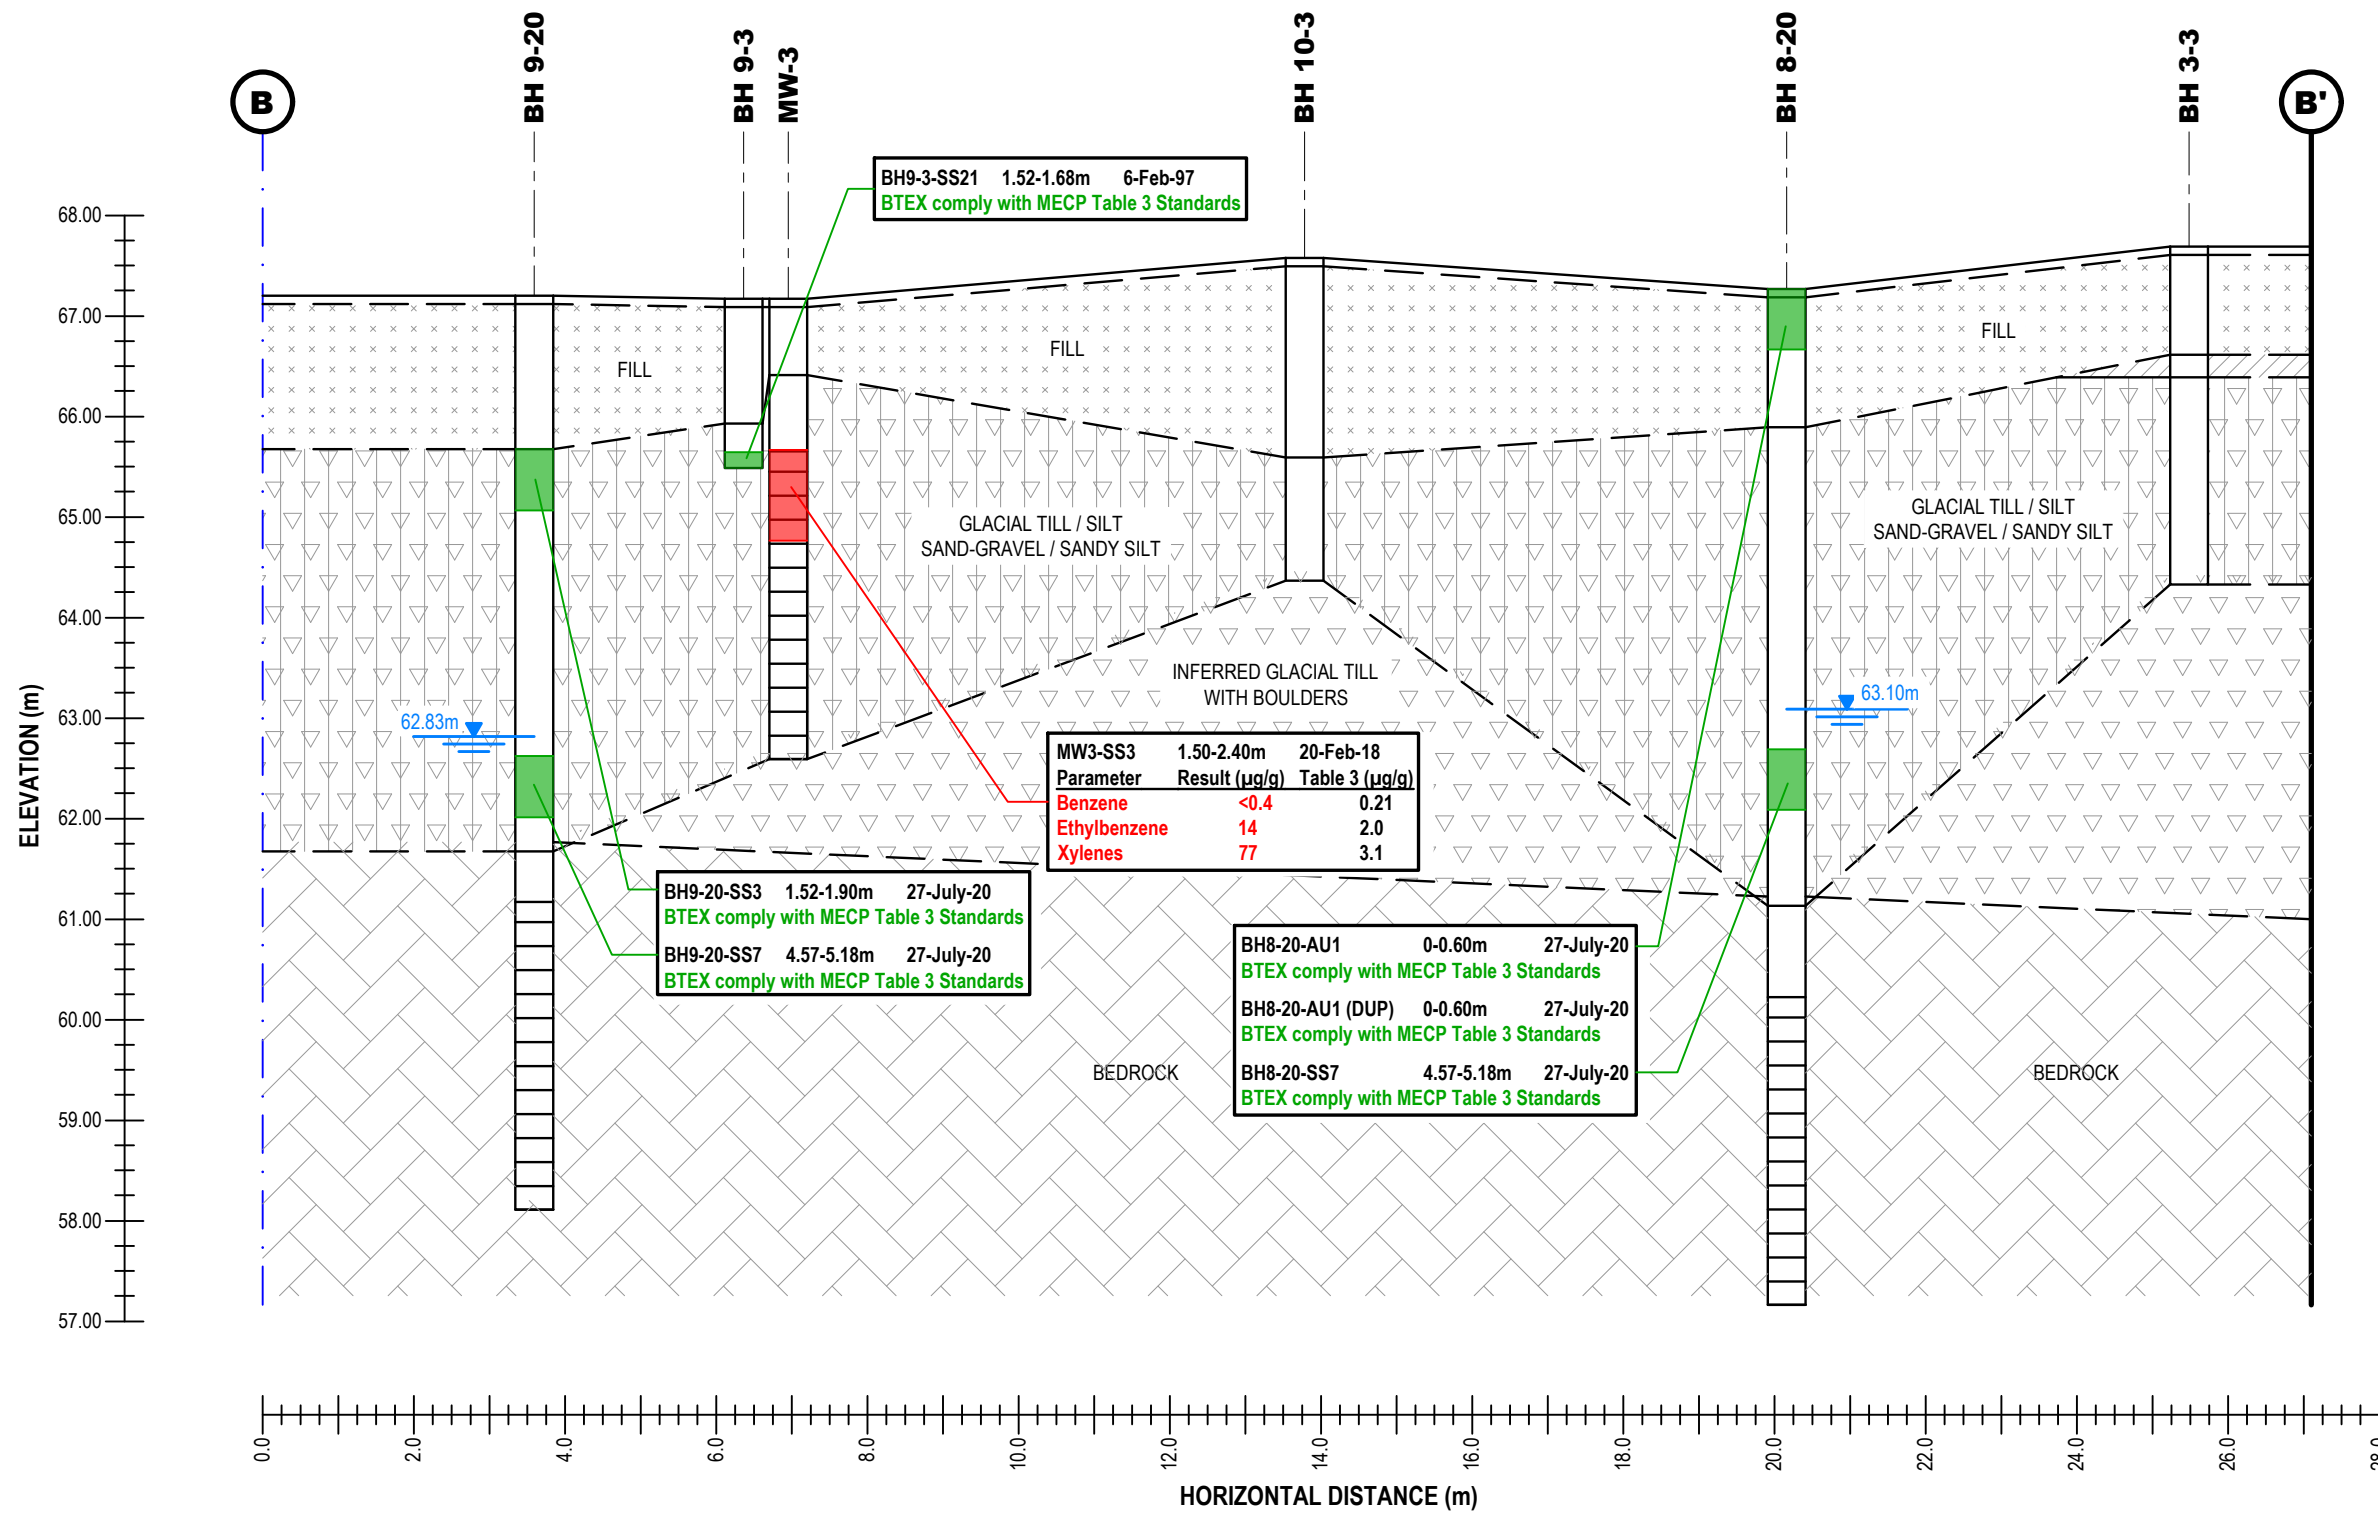 B
BH 9-20
BH 9-3
MW-3
BH 10-3
BH 8-20
BH 3-3
B'
BH9-3-SS21 1.52-1.68m 6-Feb-97
BTEX comply with MECP Table 3 Standards
68.00
67.00
66.00
65.00
64.00
63.00
62.00
61.00
60.00
59.00
58.00
57.00
ELEVATION (m)
FILL
FILL
FILL
GLACIAL TILL / SILT
SAND-GRAVEL / SANDY SILT
GLACIAL TILL / SILT
SAND-GRAVEL / SANDY SILT
INFERRED GLACIAL TILL
WITH BOULDERS
62.83m
63.10m
MW3-SS3 1.50-2.40m 20-Feb-18
Parameter Result (µg/g) Table 3 (µg/g)
Benzene <0.4 0.21
Ethylbenzene 14 2.0
Xylenes 77 3.1
BH9-20-SS3 1.52-1.90m 27-July-20
BTEX comply with MECP Table 3 Standards
BH9-20-SS7 4.57-5.18m 27-July-20
BTEX comply with MECP Table 3 Standards
BH8-20-AU1 0-0.60m 27-July-20
BTEX comply with MECP Table 3 Standards
BH8-20-AU1 (DUP) 0-0.60m 27-July-20
BTEX comply with MECP Table 3 Standards
BH8-20-SS7 4.57-5.18m 27-July-20
BTEX comply with MECP Table 3 Standards
BEDROCK
BEDROCK
0.0
2.0
4.0
6.0
8.0
10.0
12.0
14.0
16.0
18.0
20.0
22.0
24.0
26.0
28.0
HORIZONTAL DISTANCE (m)